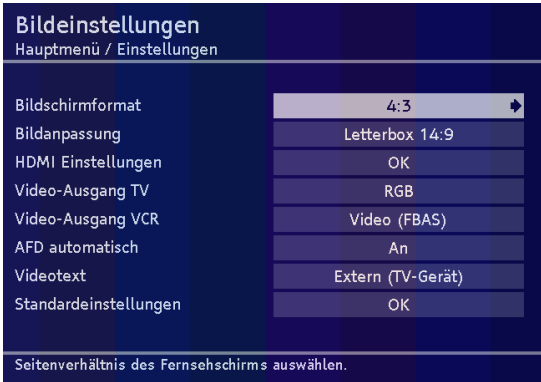 Bildeinstellungen
Hauptmenü / Einstellungen
Bildschirmformat 4:3
Bildanpassung Letterbox 14:9
HDMI Einstellungen OK
Video-Ausgang TV RGB
Video-Ausgang VCR Video (FBAS)
AFD automatisch An
Videotext Extern (TV-Gerät)
Standardeinstellungen OK
Seitenverhältnis des Fernsehschirms auswählen.